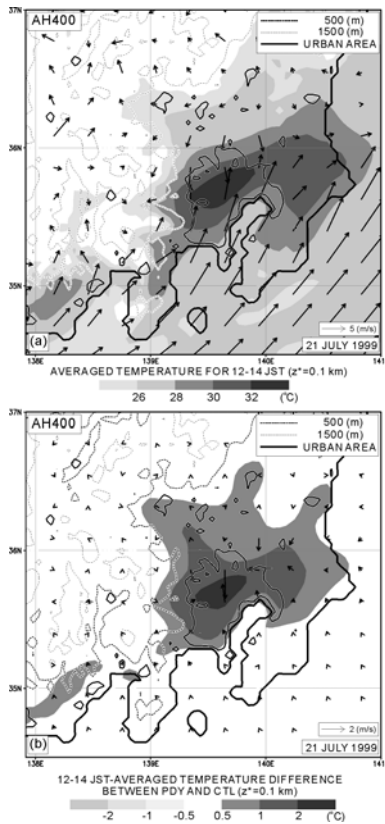 AH400
500 (m)
1500 (m)
URBAN AREA
37N
36N
35N
(a)
5 (m/s)
21 JULY 1999
138E 139E 140E 141
AVERAGED TEMPERATURE FOR 12-14 JST (z*=0.1 km)
26 28 30 32 (°C)
AH400
500 (m)
1500 (m)
URBAN AREA
37N
36N
35N
(b)
2 (m/s)
21 JULY 1999
138E 139E 140E 141
12-14 JST-AVERAGED TEMPERATURE DIFFERENCE
BETWEEN PDY AND CTL (z*=0.1 km)
-2 -1 -0.5 0.5 1 2 (°C)